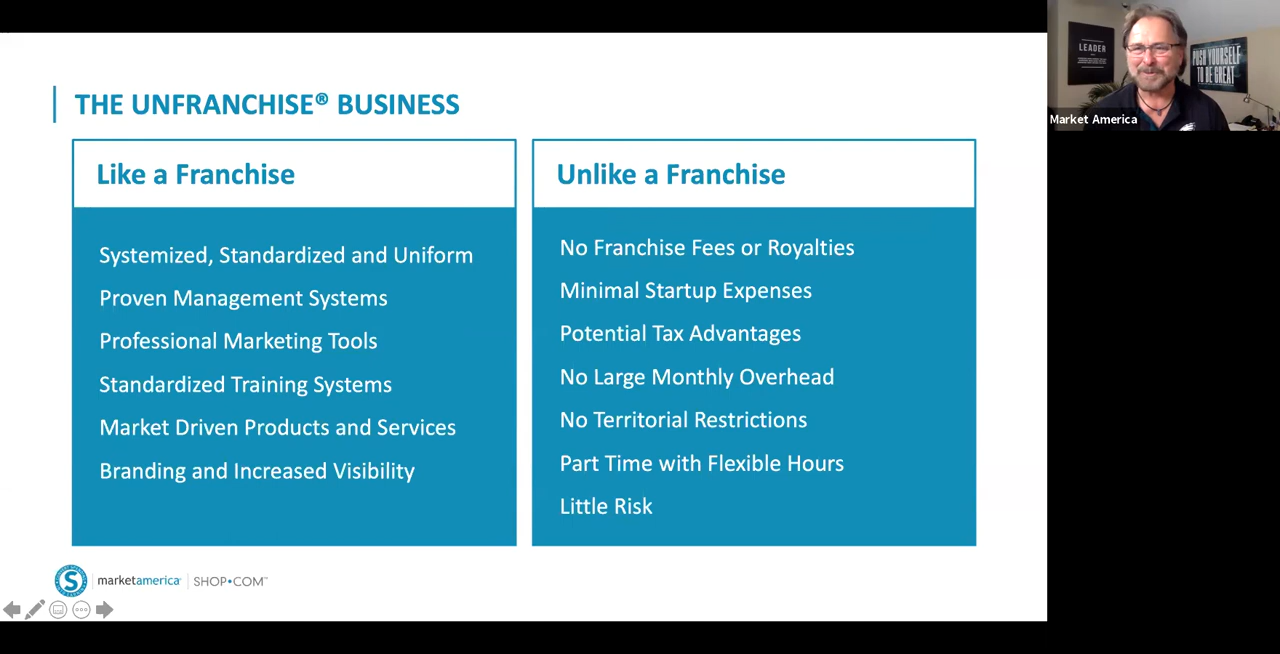 THE UNFRANCHISE® BUSINESS
Like a Franchise
Systemized, Standardized and Uniform
Proven Management Systems
Professional Marketing Tools
Standardized Training Systems
Market Driven Products and Services
Branding and Increased Visibility
Unlike a Franchise
No Franchise Fees or Royalties
Minimal Startup Expenses
Potential Tax Advantages
No Large Monthly Overhead
No Territorial Restrictions
Part Time with Flexible Hours
Little Risk
S
marketamerica
SHOP•COM™
LEADER
PUSH YOURSELF
TO BE GREAT
Market America